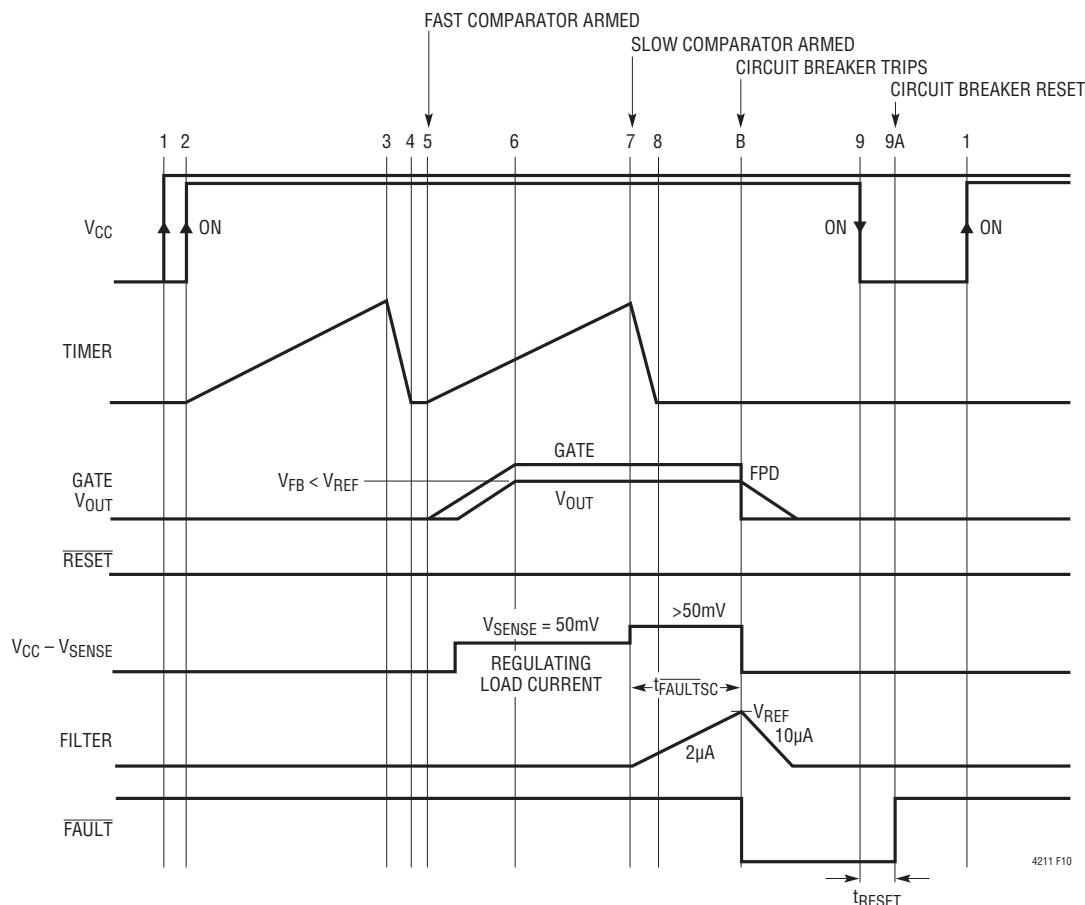 FAST COMPARATOR ARMED
SLOW COMPARATOR ARMED
CIRCUIT BREAKER TRIPS
CIRCUIT BREAKER RESET
1 2 3 4 5 6 7 8 B 9 9A 1
VCC
ON
ON
ON
TIMER
GATE
VOUT
VFB < VREF
GATE
VOUT
FPD
RESET
VCC – VSENSE
VSENSE = 50mV
>50mV
REGULATING
LOAD CURRENT
tFAULTSC
FILTER
VREF
2µA
10µA
FAULT
tRESET
4211 F10